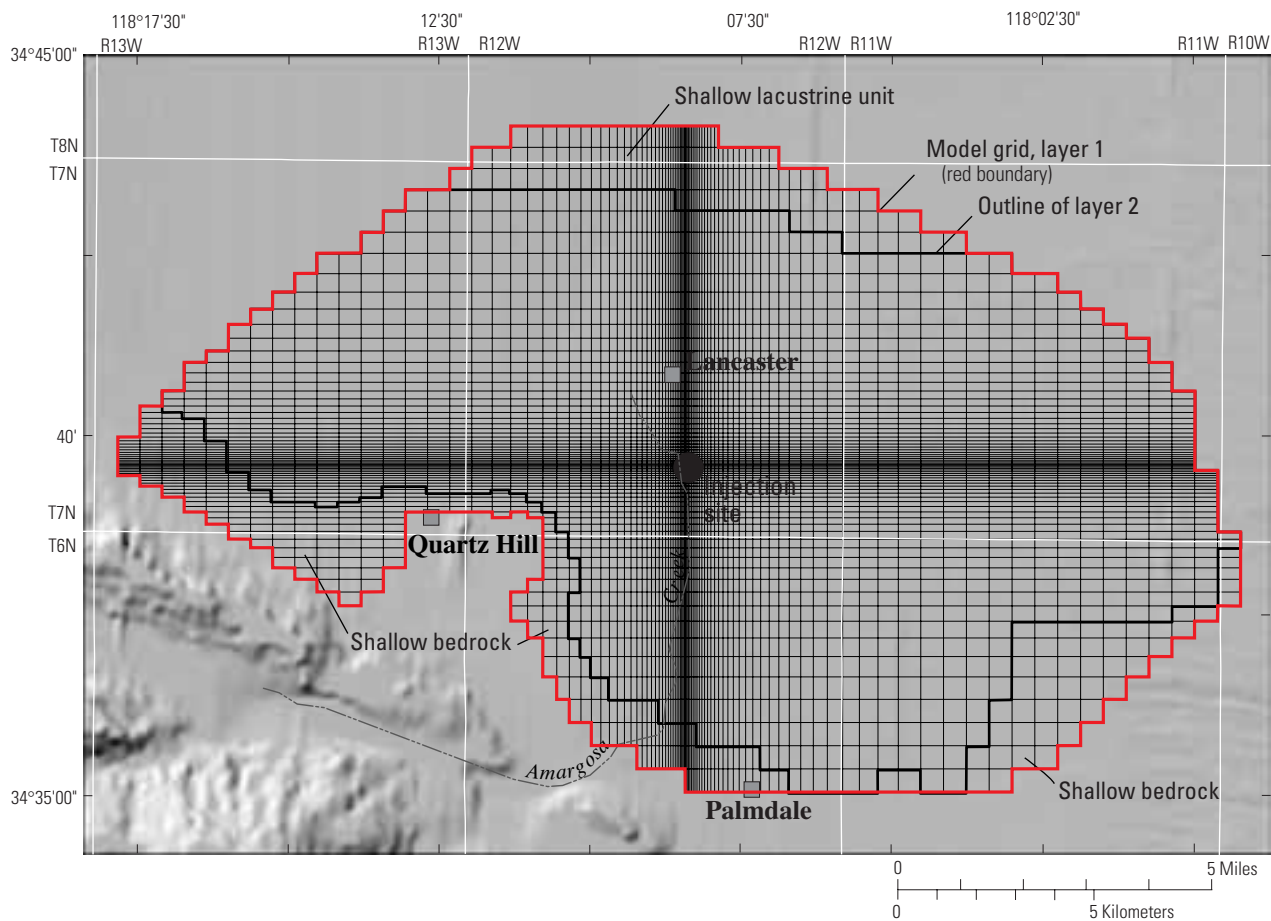 118°17'30"
12'30"
07'30"
118°02'30"
R13W
R13W
R12W
R12W
R11W
R11W
R10W
34°45'00"
Shallow lacustrine unit
T8N
T7N
Model grid, layer 1
(red boundary)
Outline of layer 2
Lancaster
40'
Injection
site
T7N
T6N
Quartz Hill
Creek
Shallow bedrock
Amargosa
34°35'00"
Palmdale
Shallow bedrock
0
5 Miles
0
5 Kilometers